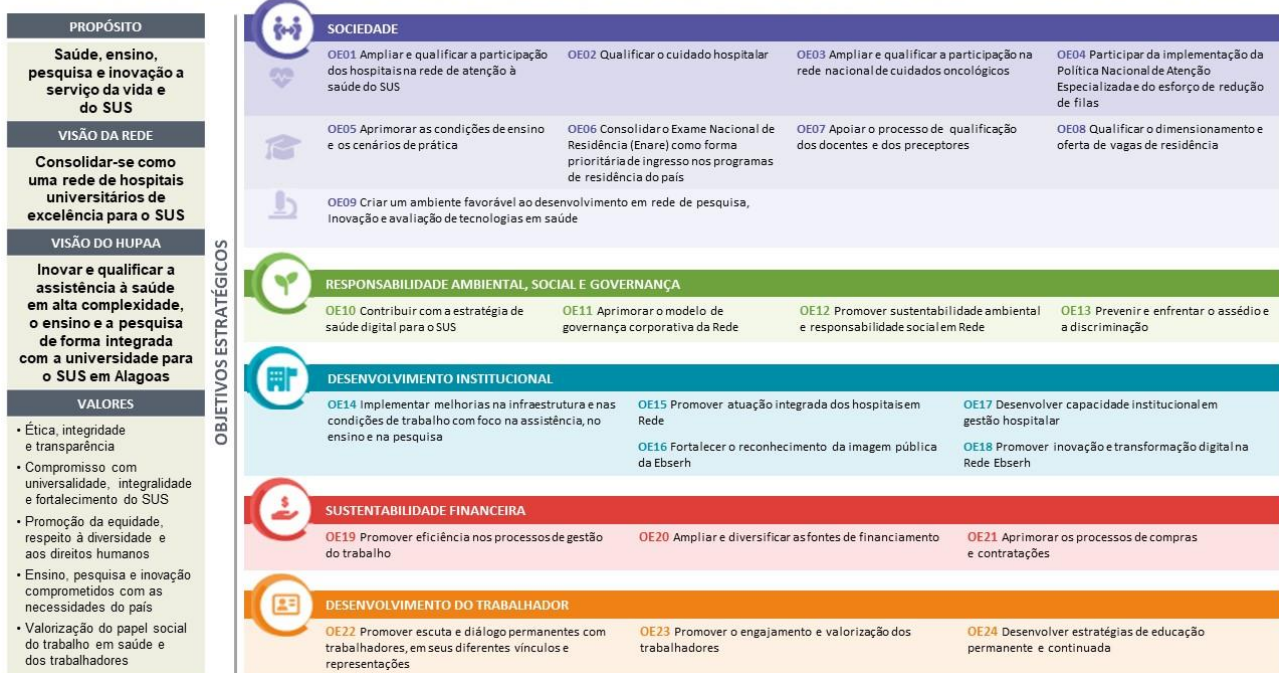 PROPÓSITO
Saúde, ensino,
pesquisa e inovação a
serviço da vida e
do SUS
VISÃO DA REDE
Consolidar-se como
uma rede de hospitais
universitários de
excelência para o SUS
VISÃO DO HUPAA
Inovar e qualificar a
assistência à saúde
em alta complexidade,
o ensino e a pesquisa
de forma integrada
com a universidade para
o SUS em Alagoas
VALORES
• Ética, integridade
e transparência
• Compromisso com
universalidade, integralidade
e fortalecimento do SUS
• Promoção da equidade,
respeito à diversidade e
aos direitos humanos
• Ensino, pesquisa e inovação
comprometidos com as
necessidades do país
• Valorização do papel social
do trabalho em saúde e
dos trabalhadores
OBJETIVOS ESTRATÉGICOS
SOCIEDADE
OE01 Ampliar e qualificar a participação
dos hospitais na rede de atenção à
saúde do SUS
OE02 Qualificar o cuidado hospitalar
OE03 Ampliar e qualificar a participação na
rede nacional de cuidados oncológicos
OE04 Participar da implementação da
Política Nacional de Atenção
Especializada e do esforço de redução
de filas
OE05 Aprimorar as condições de ensino
e os cenários de prática
OE06 Consolidar o Exame Nacional de
Residência (Enare) como forma
prioritária de ingresso nos programas
de residência do país
OE07 Apoiar o processo de qualificação
dos docentes e dos preceptores
OE08 Qualificar o dimensionamento e
oferta de vagas de residência
OE09 Criar um ambiente favorável ao desenvolvimento em rede de pesquisa,
Inovação e avaliação de tecnologias em saúde
RESPONSABILIDADE AMBIENTAL, SOCIAL E GOVERNANÇA
OE10 Contribuir com a estratégia de
saúde digital para o SUS
OE11 Aprimorar o modelo de
governança corporativa da Rede
OE12 Promover sustentabilidade ambiental
e responsabilidade social em Rede
OE13 Prevenir e enfrentar o assédio e
a discriminação
DESENVOLVIMENTO INSTITUCIONAL
OE14 Implementar melhorias na infraestrutura e nas
condições de trabalho com foco na assistência, no
ensino e na pesquisa
OE15 Promover atuação integrada dos hospitais em
Rede
OE16 Fortalecer o reconhecimento da imagem pública
da Ebserh
OE17 Desenvolver capacidade institucional em
gestão hospitalar
OE18 Promover inovação e transformação digital na
Rede Ebserh
SUSTENTABILIDADE FINANCEIRA
OE19 Promover eficiência nos processos de gestão
do trabalho
OE20 Ampliar e diversificar as fontes de financiamento
OE21 Aprimorar os processos de compras
e contratações
DESENVOLVIMENTO DO TRABALHADOR
OE22 Promover escuta e diálogo permanentes com
trabalhadores, em seus diferentes vínculos e
representações
OE23 Promover o engajamento e valorização dos
trabalhadores
OE24 Desenvolver estratégias de educação
permanente e continuada